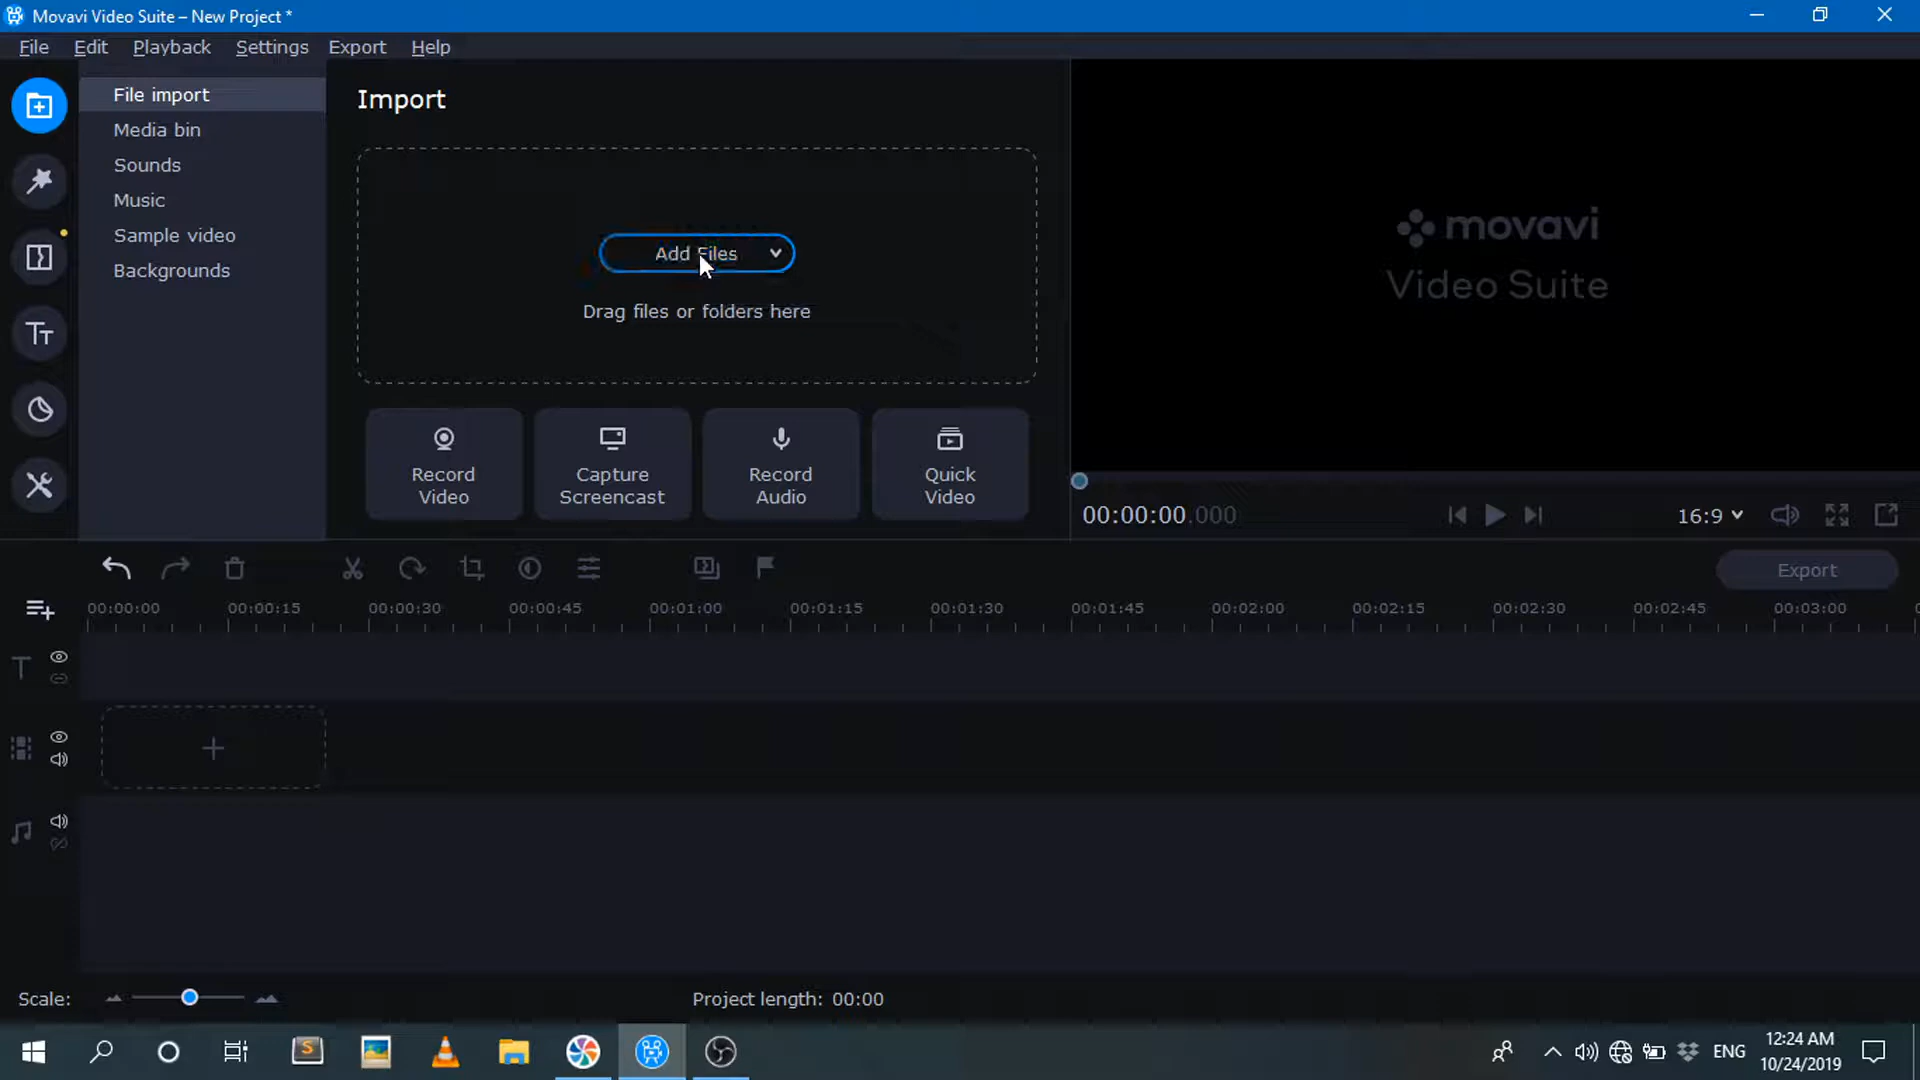 Movavi Video Suite – New Project *
File Edit Playback Settings Export Help
File import
Media bin
Sounds
Music
Sample video
Backgrounds
Import
Add Files
Drag files or folders here
Record
Video
Capture
Screencast
Record
Audio
Quick
Video
movavi
Video Suite
00:00:00.000
16:9
Export
00:00:00 00:00:15 00:00:30 00:00:45 00:01:00 00:01:15 00:01:30 00:01:45 00:02:00 00:02:15 00:02:30 00:02:45 00:03:00
Scale:
Project length: 00:00
ENG
12:24 AM
10/24/2019